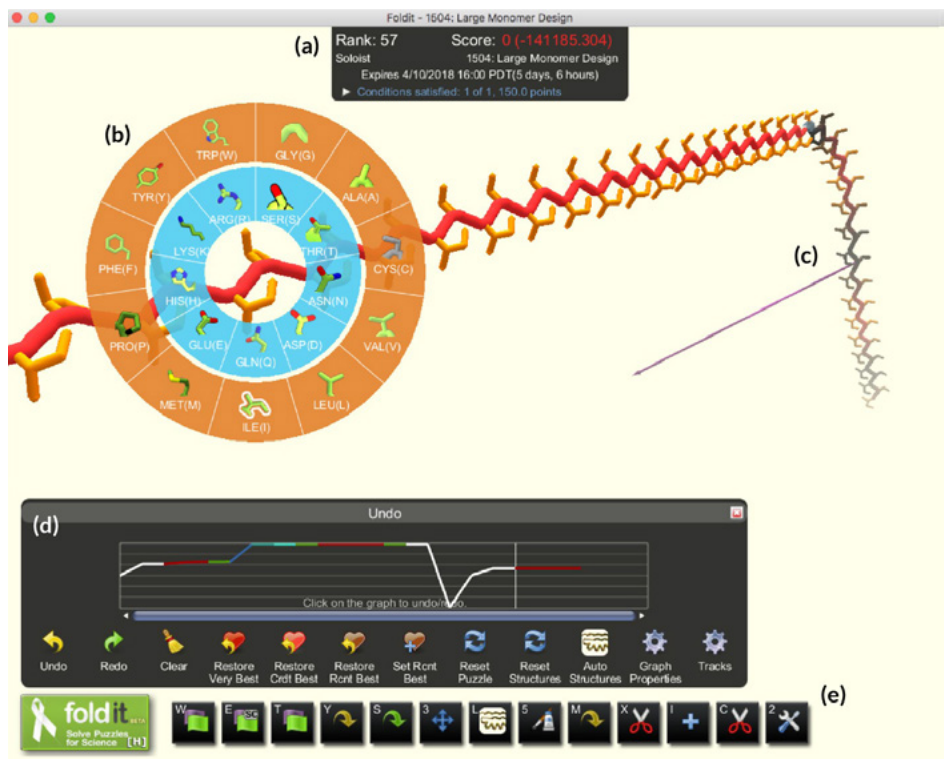 Foldit - 1504: Large Monomer Design
(a)
Rank: 57 Score: 0 (-141185.304)
Soloist 1504: Large Monomer Design
Expires 4/10/2018 16:00 PDT(5 days, 6 hours)
Conditions satisfied: 1 of 1, 150.0 points
(b)
TRP(W)
GLY(G)
TYR(Y)
ALA(A)
ARG(R)
SER(S)
LYS(K)
THR(T)
PHE(F)
CYS(C)
HIS(H)
ASN(N)
PRO(P)
GLU(E)
GLN(Q)
ASP(D)
VAL(V)
MET(M)
ILE(I)
LEU(L)
(c)
(d)
Undo
Click on the graph to undo/redo.
Undo
Redo
Clear
Restore
Very Best
Restore
Crdt Best
Restore
Rcnt Best
Set Rcnt
Best
Reset
Puzzle
Reset
Structures
Auto
Structures
Graph
Properties
Tracks
(e)
foldit BETA
Solve Puzzles
for Science [H]
W E SC T Y S 3 L 5 M X I C 2